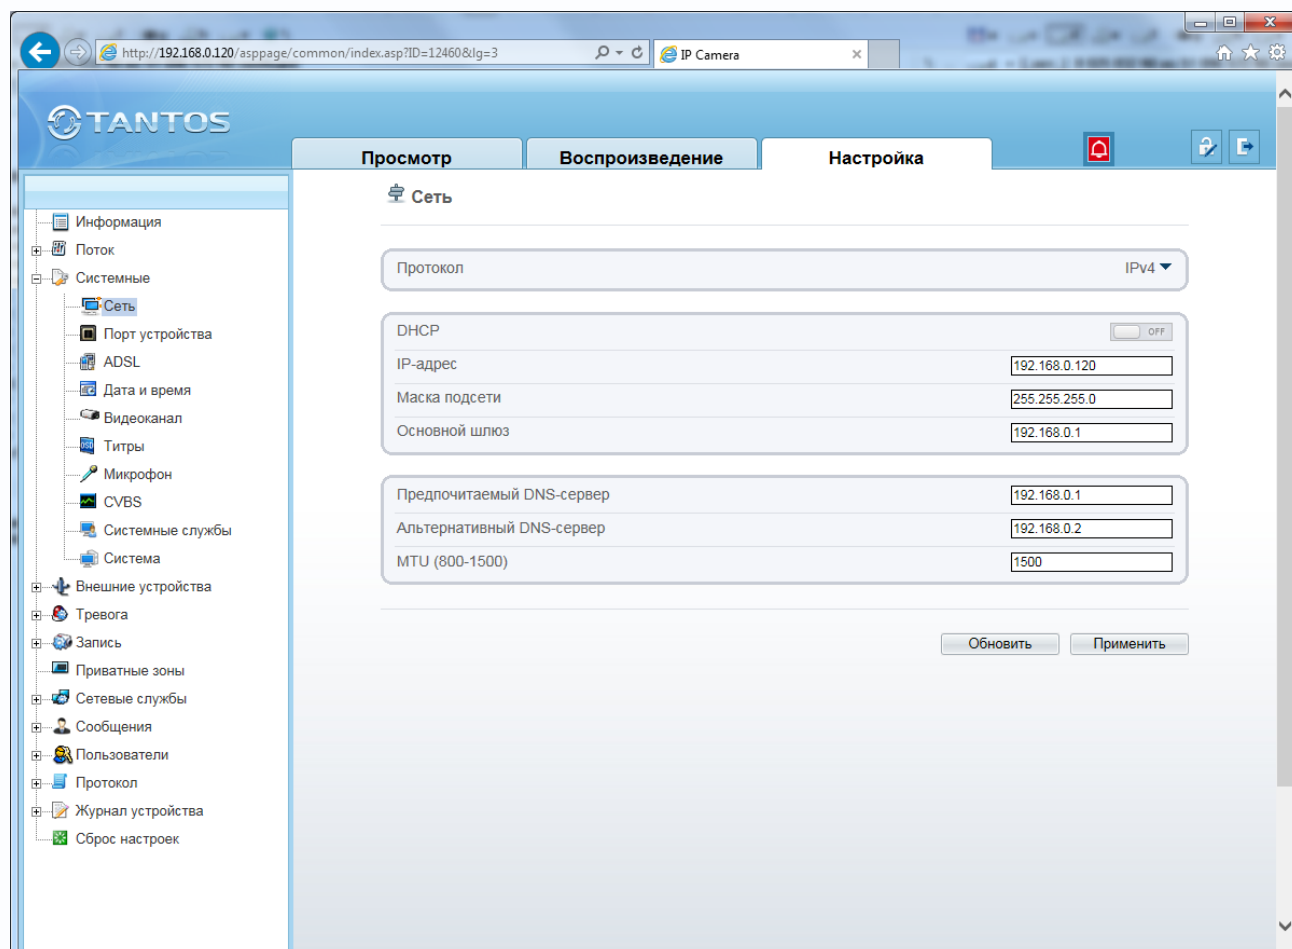 http://192.168.0.120/asppage/common/index.asp?ID=12460&lg=3
IP Camera
TANTOS
Просмотр
Воспроизведение
Настройка
Сеть
Информация
Поток
Системные
Сеть
Порт устройства
ADSL
Дата и время
Видеоканал
Титры
Микрофон
CVBS
Системные службы
Система
Внешние устройства
Тревога
Запись
Приватные зоны
Сетевые службы
Сообщения
Пользователи
Протокол
Журнал устройства
Сброс настроек
Протокол IPv4
DHCP OFF
IP-адрес 192.168.0.120
Маска подсети 255.255.255.0
Основной шлюз 192.168.0.1
Предпочитаемый DNS-сервер 192.168.0.1
Альтернативный DNS-сервер 192.168.0.2
MTU (800-1500) 1500
Обновить Применить